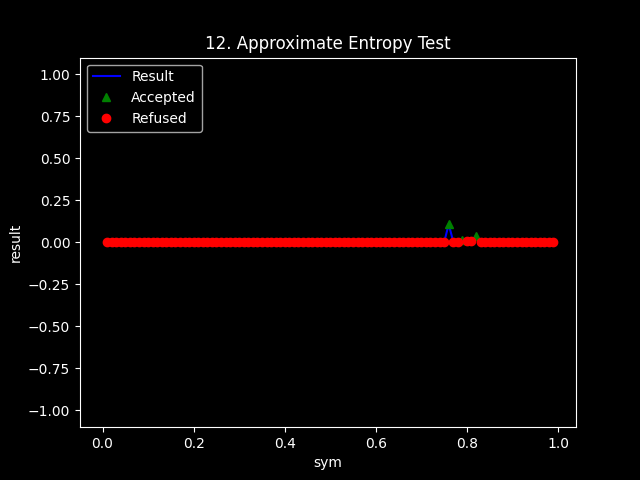 12. Approximate Entropy Test
Result
Accepted
Refused
1.00
0.75
0.50
0.25
0.00
−0.25
−0.50
−0.75
−1.00
result
0.0 0.2 0.4 0.6 0.8 1.0
sym